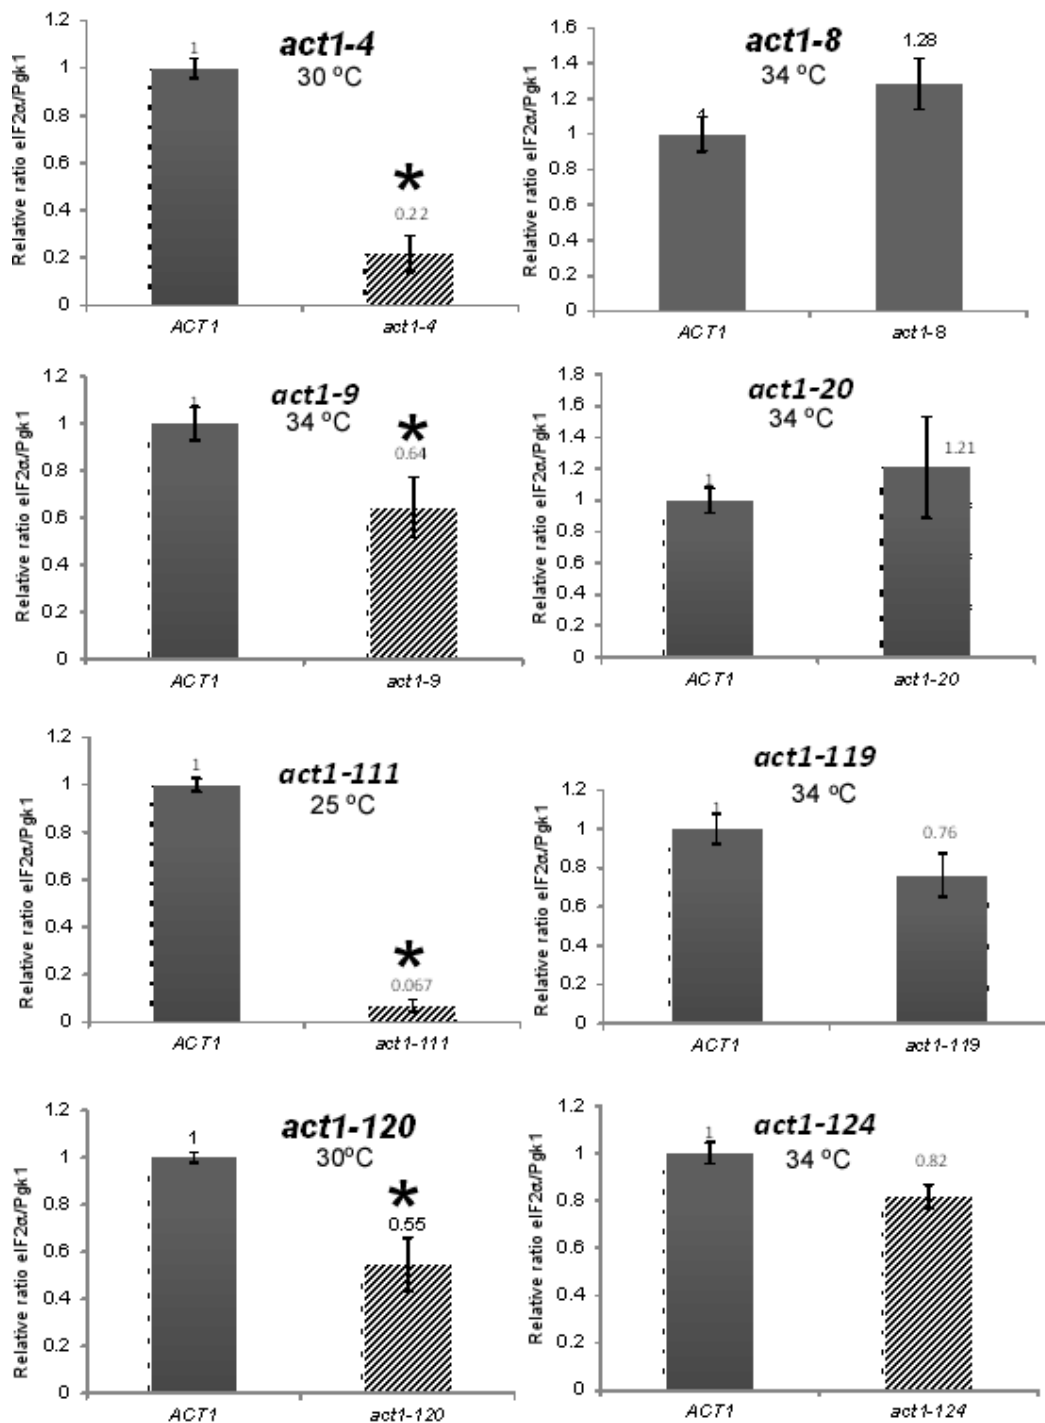 Relative ratio eIF2α/Pgk1
1.2
1
0.8
0.6
0.4
0.2
0
act1-4
30 ºC
1
*
0.22
ACT1
act1-4
Relative ratio eIF2α/Pgk1
1.6
1.4
1.2
1
0.8
0.6
0.4
0.2
0
act1-8
34 ºC
1
1.28
ACT1
act1-8
Relative ratio eIF2α/Pgk1
1.2
1
0.8
0.6
0.4
0.2
0
act1-9
34 ºC
1
*
0.64
ACT1
act1-9
Relative ratio eIF2α/Pgk1
1.8
1.6
1.4
1.2
1
0.8
0.6
0.4
0.2
0
act1-20
34 ºC
1
1.21
ACT1
act1-20
Relative ratio eIF2α/Pgk1
1.2
1
0.8
0.6
0.4
0.2
0
act1-111
25 ºC
1
*
0.067
ACT1
act1-111
Relative ratio eIF2α/Pgk1
1.2
1
0.8
0.6
0.4
0.2
0
act1-119
34 ºC
1
0.76
ACT1
act1-119
Relative ratio eIF2α/Pgk1
1.2
1
0.8
0.6
0.4
0.2
0
act1-120
30ºC
1
*
0.55
ACT1
act1-120
Relative ratio eIF2α/Pgk1
1.2
1
0.8
0.6
0.4
0.2
0
act1-124
34 ºC
1
0.82
ACT1
act1-124